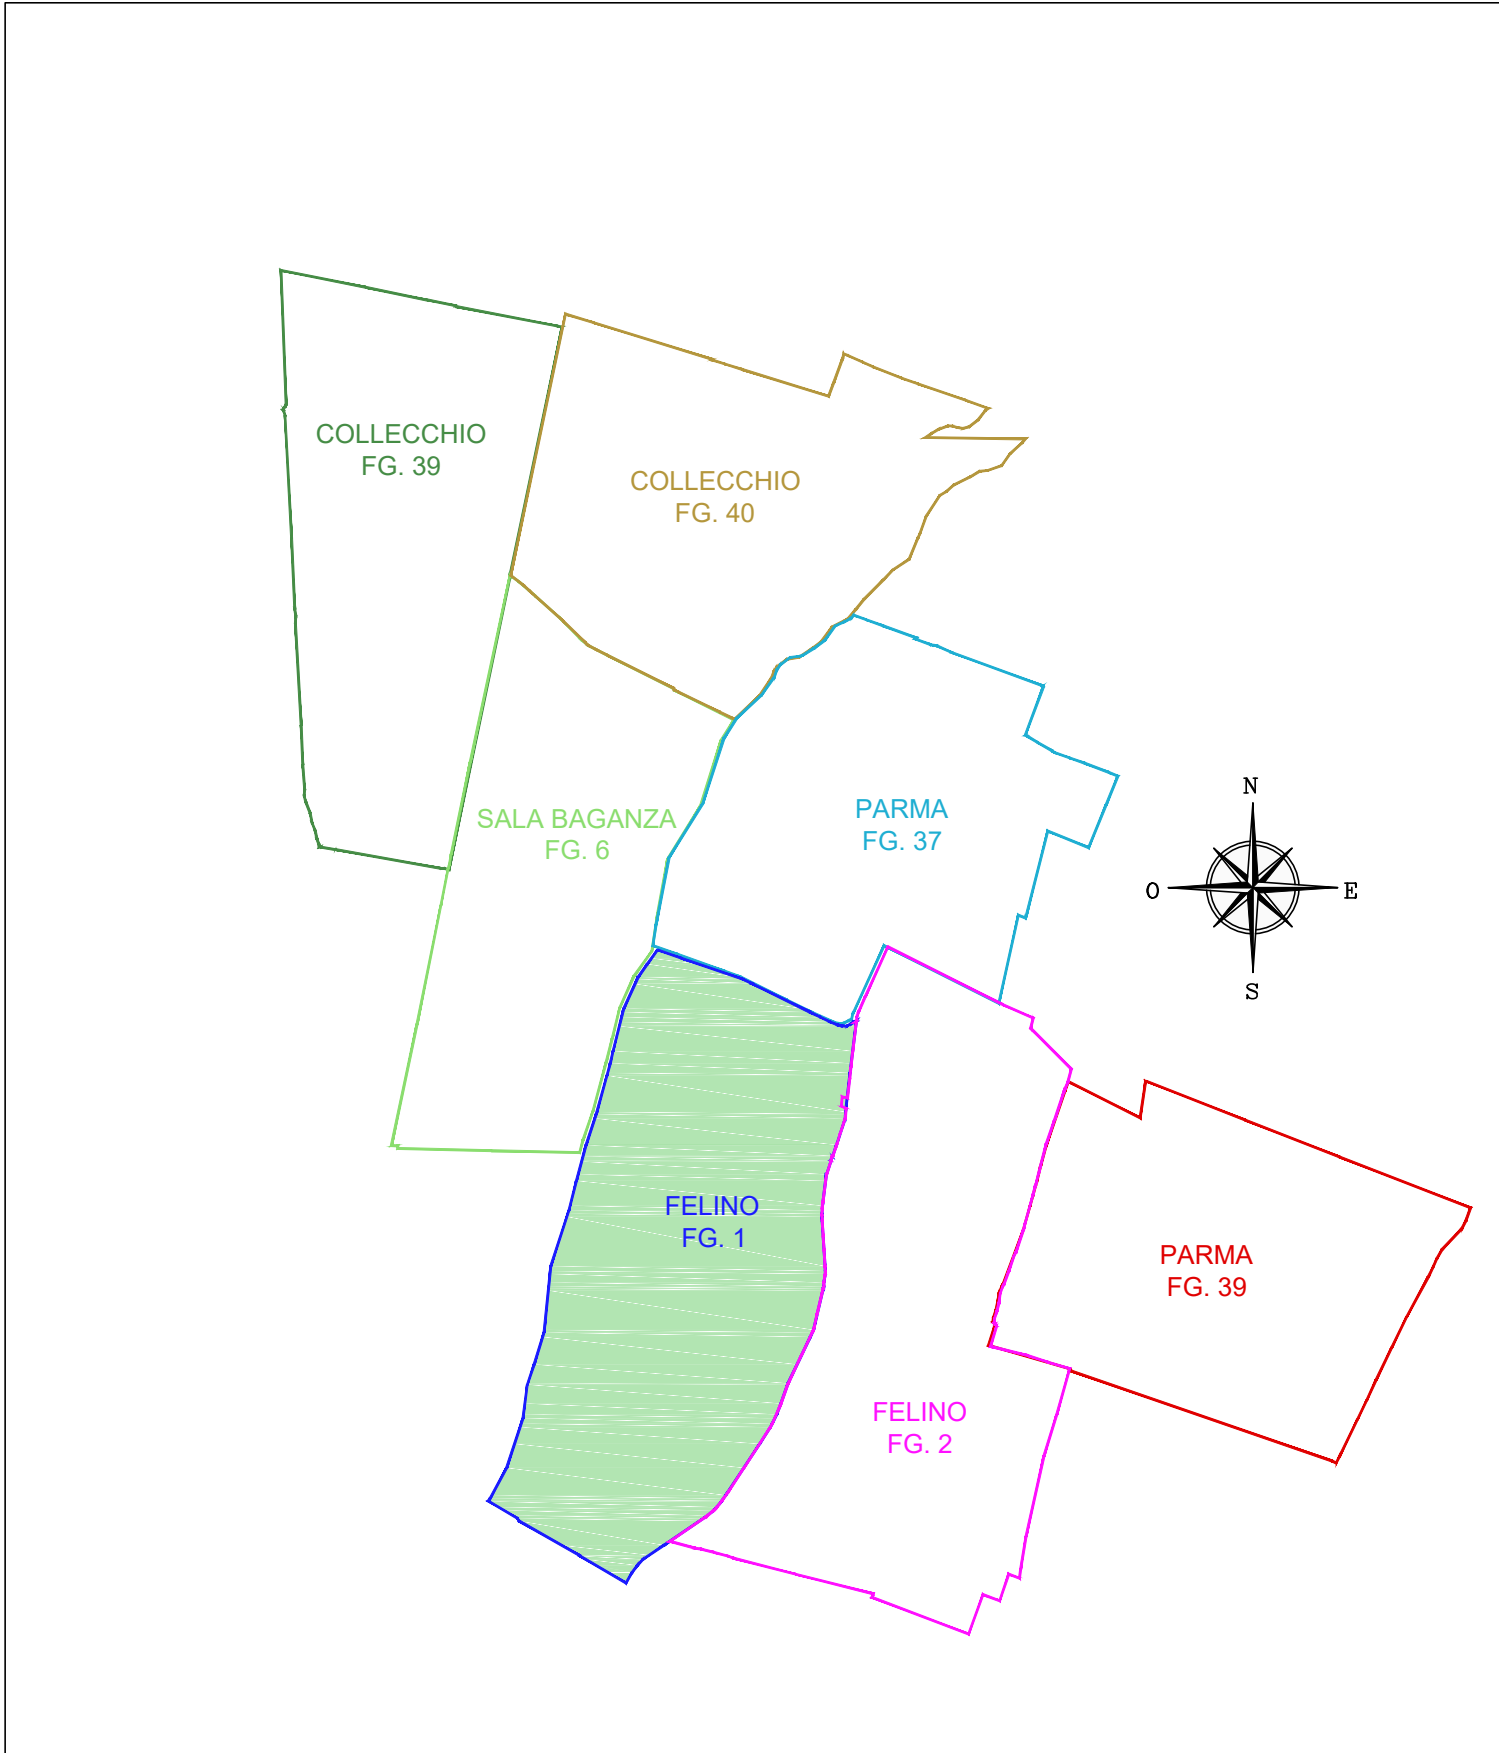 COLLECCHIO
FG. 39
COLLECCHIO
FG. 40
SALA BAGANZA
FG. 6
PARMA
FG. 37
N
O
E
S
FELINO
FG. 1
PARMA
FG. 39
FELINO
FG. 2